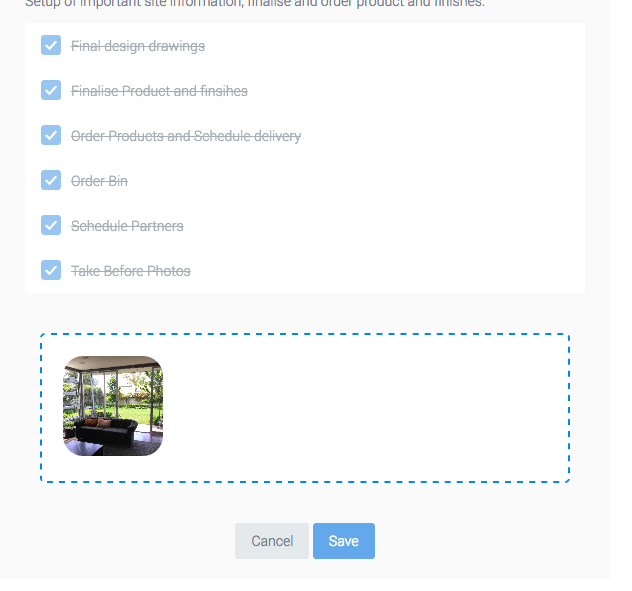 Setup of important site information, finalise and order product and finishes.
Final design drawings
Finalise Product and finsihes
Order Products and Schedule delivery
Order Bin
Schedule Partners
Take Before Photos
Cancel
Save